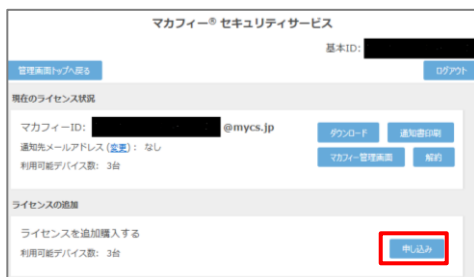 マカフィー® セキュリティサービス
基本ID:
管理画面トップへ戻る ログアウト
現在のライセンス状況
マカフィーID: @mycs.jp
ダウンロード 通知書印刷
通知先メールアドレス (変更) : なし
マカフィー管理画面 解約
利用可能デバイス数: 3台
ライセンスの追加
ライセンスを追加購入する
申し込み
利用可能デバイス数: 3台